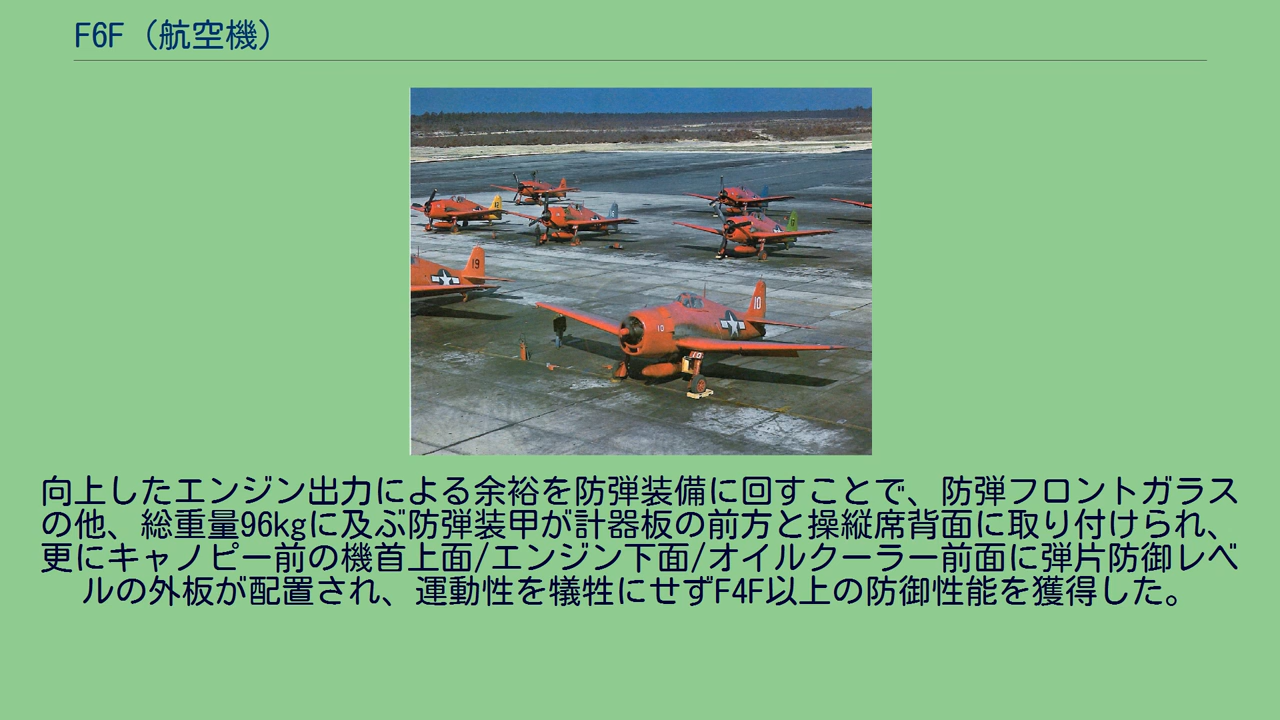 F6F（航空機）
12
19
10
10
10
向上したエンジン出力による余裕を防弾装備に回すことで、防弾フロントガラス
の他、総重量96kgに及ぶ防弾装甲が計器板の前方と操縦席背面に取り付けられ、
更にキャノピー前の機首上面/エンジン下面/オイルクーラー前面に弾片防御レベ
ルの外板が配置され、運動性を犠牲にせずF4F以上の防御性能を獲得した。